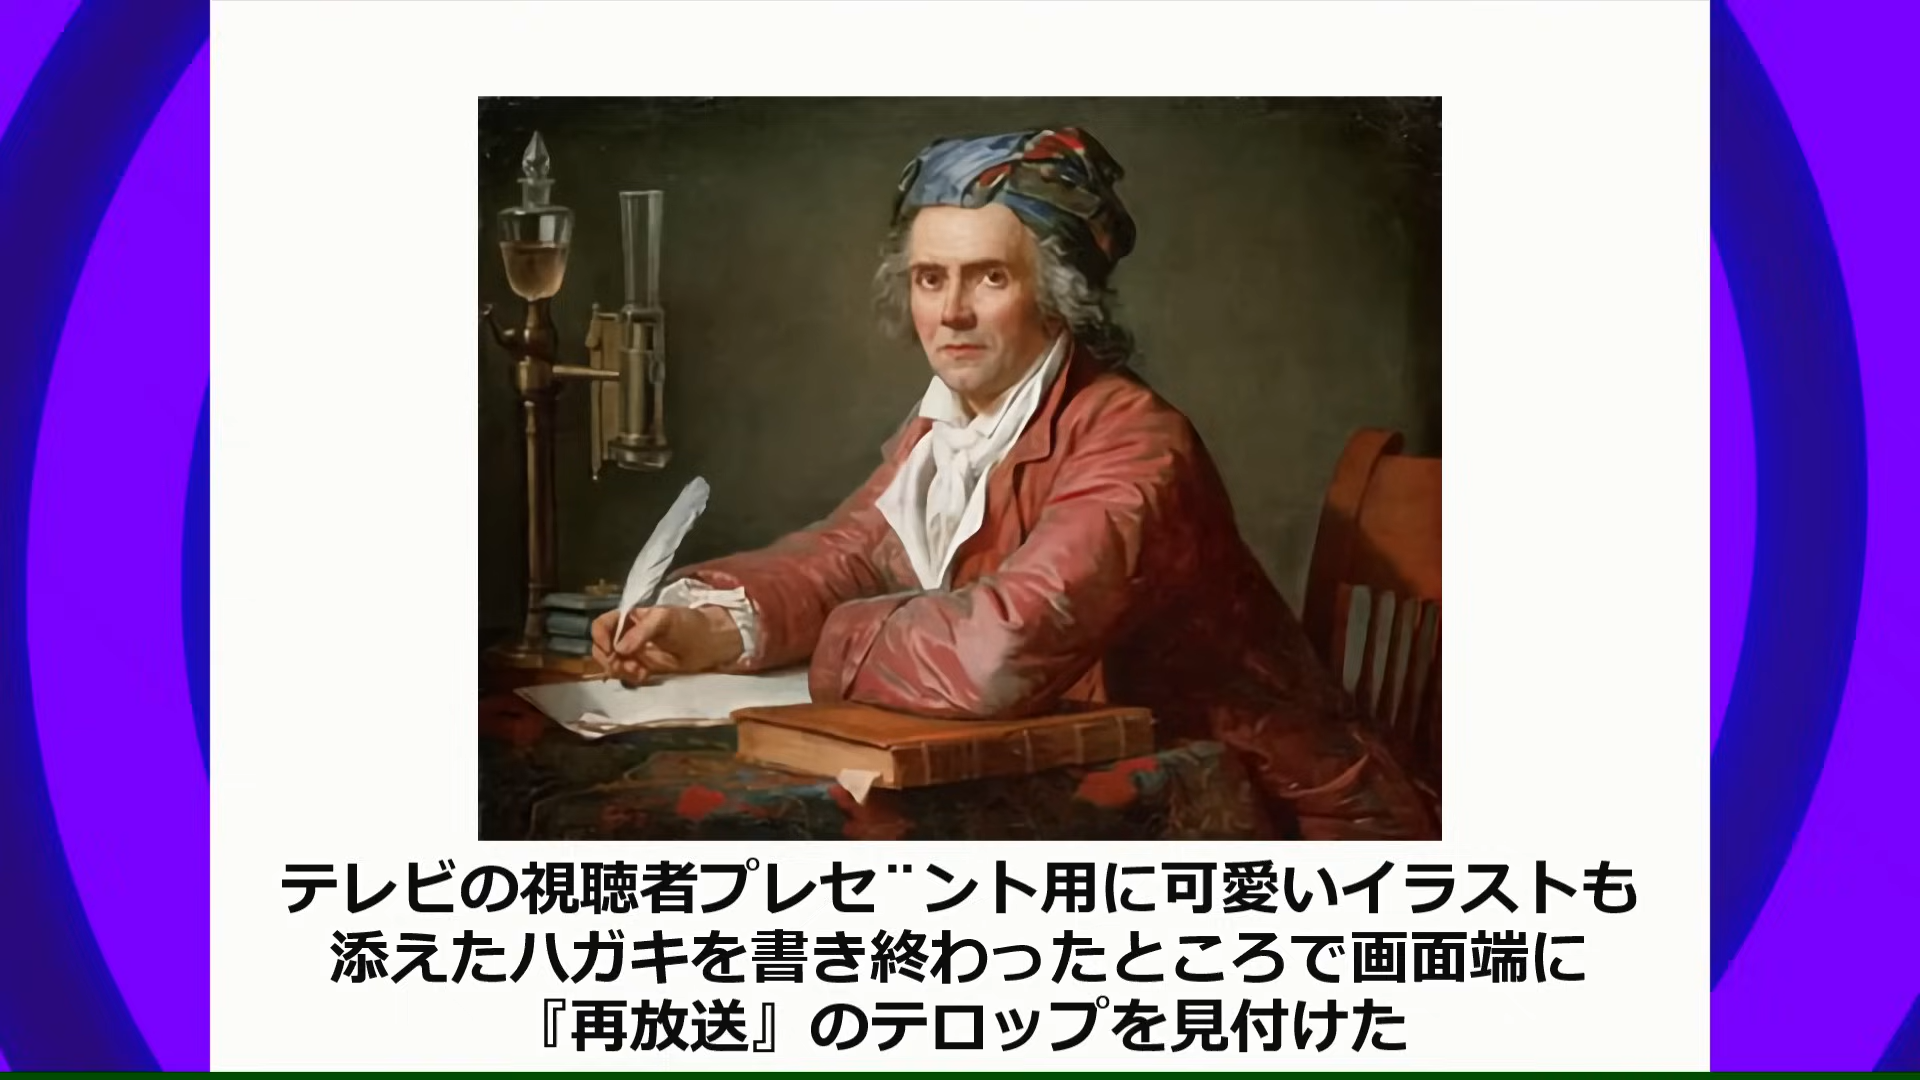 テレビの視聴者プレセ¨ント用に可愛いイラストも
添えたハガキを書き終わったところで画面端に
『再放送』のテロップを見付けた